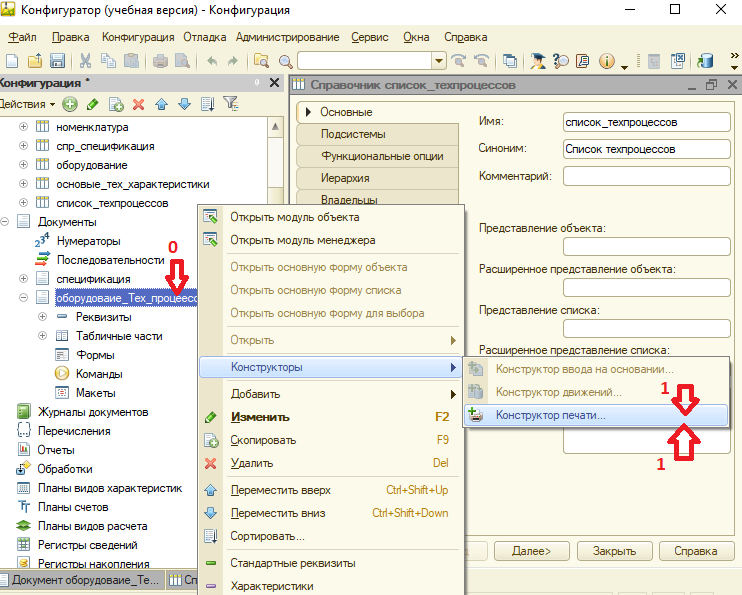 Конфигуратор (учебная версия) - Конфигурация
Файл Правка Конфигурация Отладка Администрирование Сервис Окна Справка
Конфигурация *
Действия
номенклатура
спр_спецификация
оборудование
основые_тех_характеристики
список_техпроцессов
Документы
Нумераторы
Последовательности
спецификация
оборудоваие_Тех_процесс
Реквизиты
Табличные части
Формы
Команды
Макеты
Журналы документов
Перечисления
Отчеты
Обработки
Планы видов характеристик
Планы счетов
Планы видов расчета
Регистры сведений
Регистры накопления
Документ оборудоваие_Те...
Сп
0
Открыть модуль объекта
Открыть модуль менеджера
Открыть основную форму объекта
Открыть основную форму списка
Открыть основную форму для выбора
Открыть
Конструкторы
Добавить
Изменить F2
Скопировать F9
Удалить Del
Переместить вверх Ctrl+Shift+Up
Переместить вниз Ctrl+Shift+Down
Сортировать...
Стандартные реквизиты
Характеристики
Конструктор ввода на основании...
Конструктор движений...
Конструктор печати...
1
1
Справочник список_техпроцессов
Основные
Подсистемы
Функциональные опции
Иерархия
Владельцы
Имя: список_техпроцессов
Синоним: Список техпроцессов
Комментарий:
Представление объекта:
Расширенное представление объекта:
Представление списка:
Расширенное представление списка:
Далее> Закрыть Справка